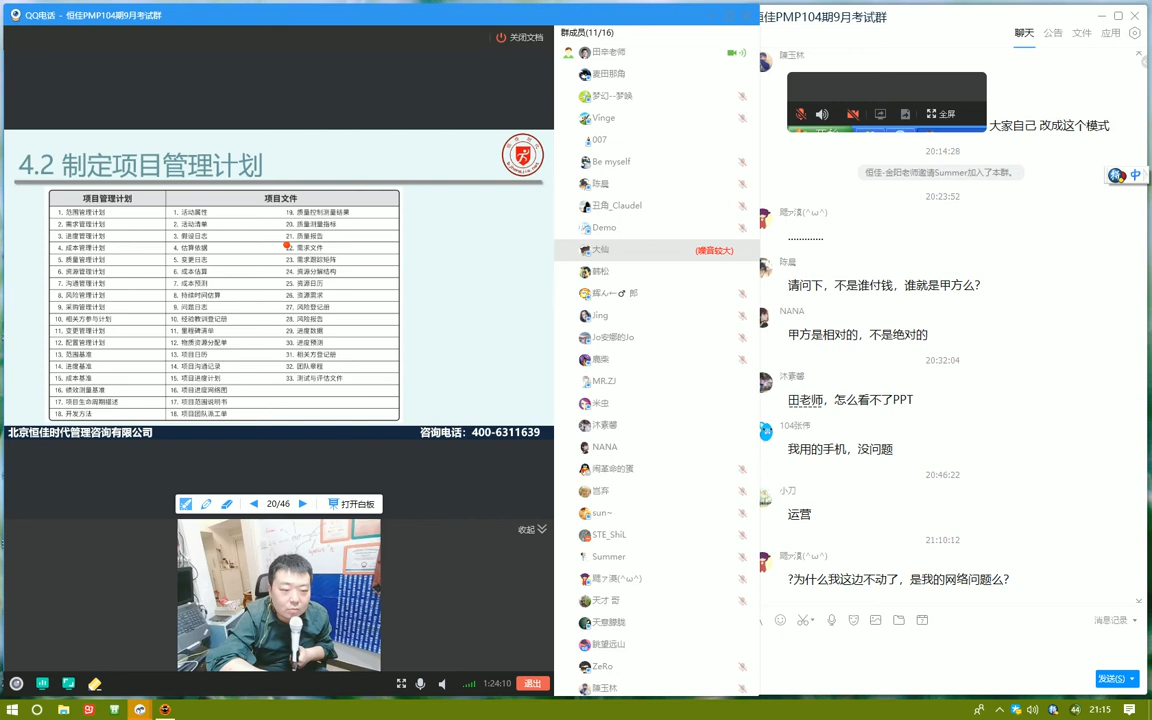 QQ电话 - 恒佳PMP104期9月考试群
关闭文档
4.2 制定项目管理计划
项目管理计划 项目文件
1. 范围管理计划 1. 活动属性 19. 质量控制测量结果
2. 需求管理计划 2. 活动清单 20. 质量测量指标
3. 进度管理计划 3. 假设日志 21. 质量报告
4. 成本管理计划 4. 估算依据 22. 需求文件
5. 质量管理计划 5. 变更日志 23. 需求跟踪矩阵
6. 资源管理计划 6. 成本估算 24. 资源分解结构
7. 沟通管理计划 7. 成本预测 25. 资源日历
8. 风险管理计划 8. 持续时间估算 26. 资源需求
9. 采购管理计划 9. 问题日志 27. 风险登记册
10. 相关方参与计划 10. 经验教训登记册 28. 风险报告
11. 变更管理计划 11. 里程碑清单 29. 进度数据
12. 配置管理计划 12. 物质资源分配单 30. 进度预测
13. 范围基准 13. 项目日历 31. 相关方登记册
14. 进度基准 14. 项目沟通记录 32. 团队章程
15. 成本基准 15. 项目进度计划 33. 测试与评估文件
16. 绩效测量基准 16. 项目进度网络图
17. 项目生命周期描述 17. 项目范围说明书
18. 开发方法 18. 项目团队派工单
北京恒佳时代管理咨询有限公司 咨询电话：400-6311639
20/46 打开白板
收起
1:24:10 退出
群成员(11/16)
田辛老师
麦田那角
梦幻--梦唤
Vinge
007
Be myself
陈晨
丑角_Claudel
Demo
大仙 (噪音较大)
韩松
辉ん←♂ 郎
Jing
Jo安娜的Jo
鹿柴
MR.ZJ
米虫
沐素馨
NANA
闹革命的蛋
岂弃
sun~
STE_ShiL
Summer
天才 哥
天意朦胧
眺望远山
ZeRo
陳玉林
恒佳PMP104期9月考试群
聊天 公告 文件 应用
陳玉林
全屏
大家自己 改成这个模式
20:14:28
恒佳-金阳老师邀请Summer加入了本群。
20:23:52
.............
陈晨
请问下，不是谁付钱，谁就是甲方么？
NANA
甲方是相对的，不是绝对的
20:32:04
沐素馨
田老师，怎么看不了PPT
104张伟
我用的手机，没问题
20:46:22
小刀
运营
21:10:12
?为什么我这边不动了，是我的网络问题么？
消息记录
发送(S)
中
44
21:15